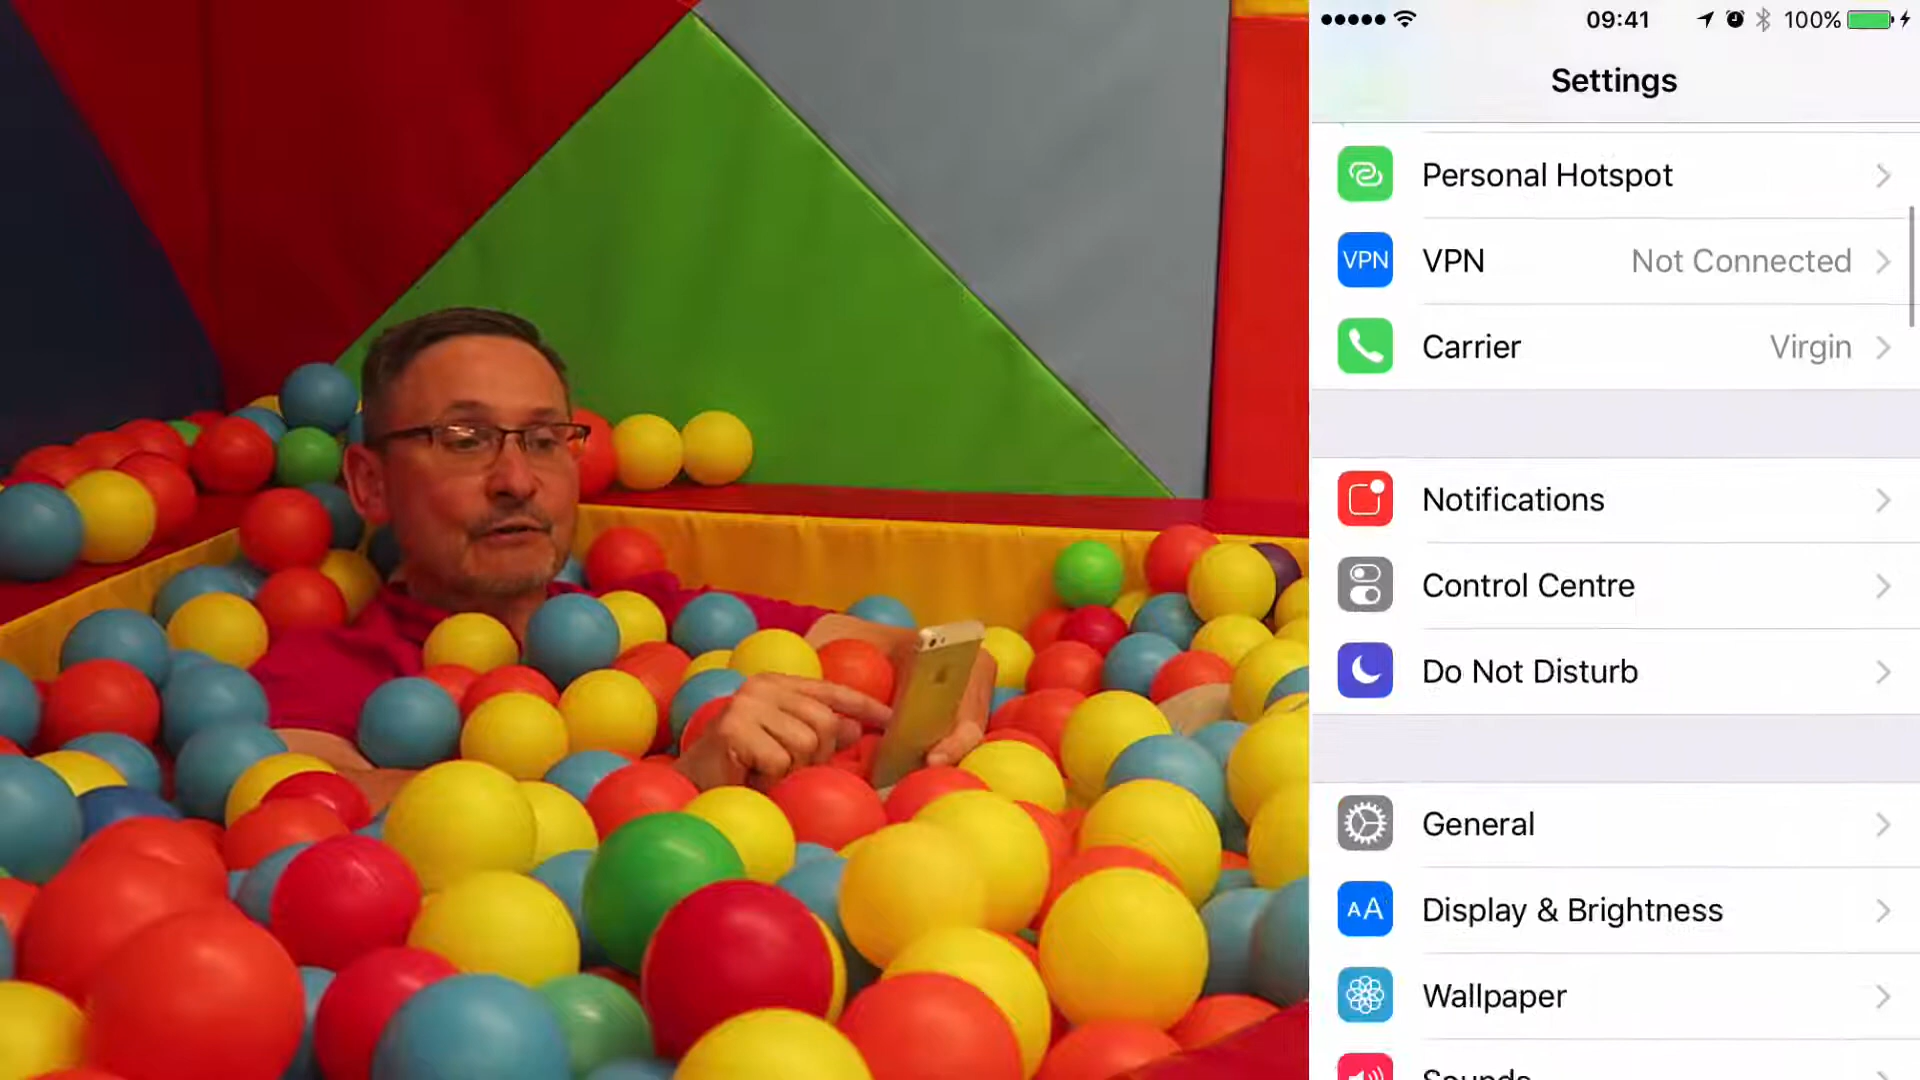 09:41 100%
Settings
Personal Hotspot
VPN VPN Not Connected
Carrier Virgin
Notifications
Control Centre
Do Not Disturb
General
AA Display & Brightness
Wallpaper
Sounds